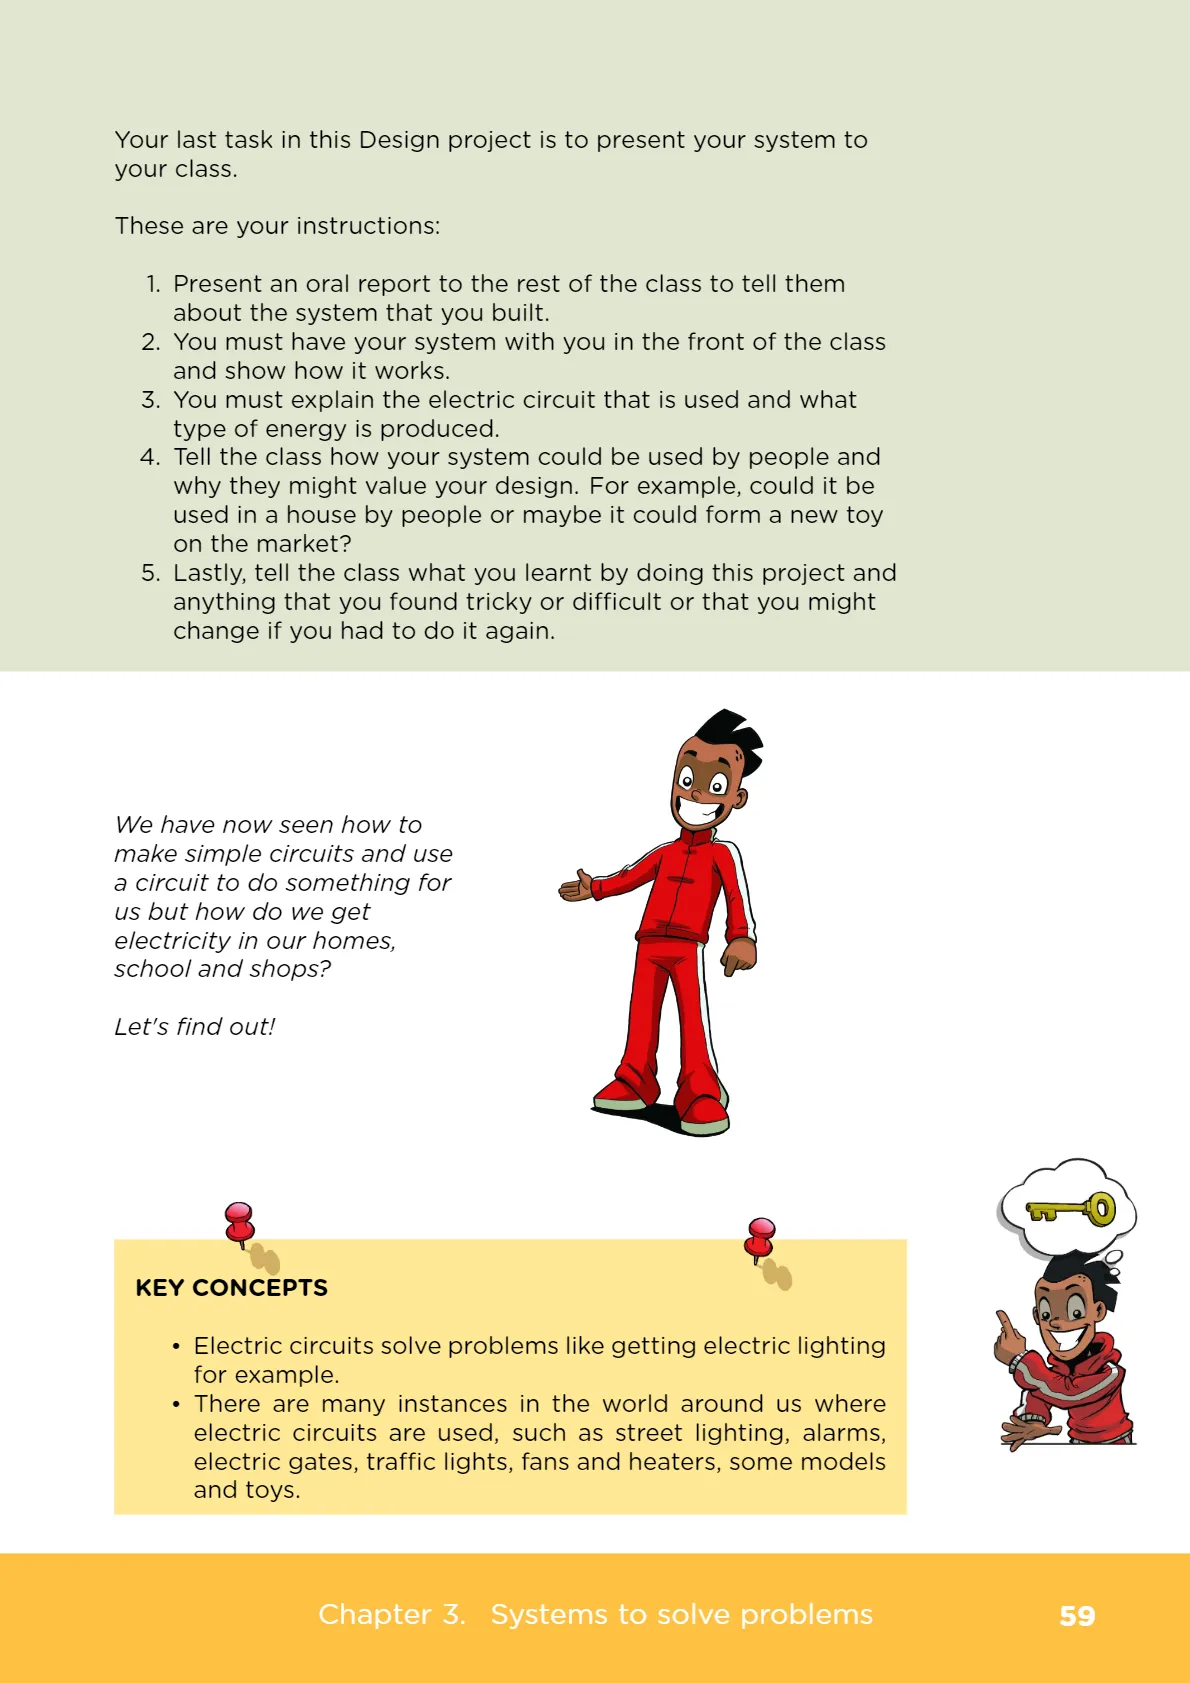 Your last task in this Design project is to present your system to
your class.
These are your instructions:
1. Present an oral report to the rest of the class to tell them
about the system that you built.
2. You must have your system with you in the front of the class
and show how it works.
3. You must explain the electric circuit that is used and what
type of energy is produced.
4. Tell the class how your system could be used by people and
why they might value your design. For example, could it be
used in a house by people or maybe it could form a new toy
on the market?
5. Lastly, tell the class what you learnt by doing this project and
anything that you found tricky or difficult or that you might
change if you had to do it again.
We have now seen how to
make simple circuits and use
a circuit to do something for
us but how do we get
electricity in our homes,
school and shops?
Let's find out!
KEY CONCEPTS
• Electric circuits solve problems like getting electric lighting
for example.
• There are many instances in the world around us where
electric circuits are used, such as street lighting, alarms,
electric gates, traffic lights, fans and heaters, some models
and toys.
Chapter 3. Systems to solve problems 59